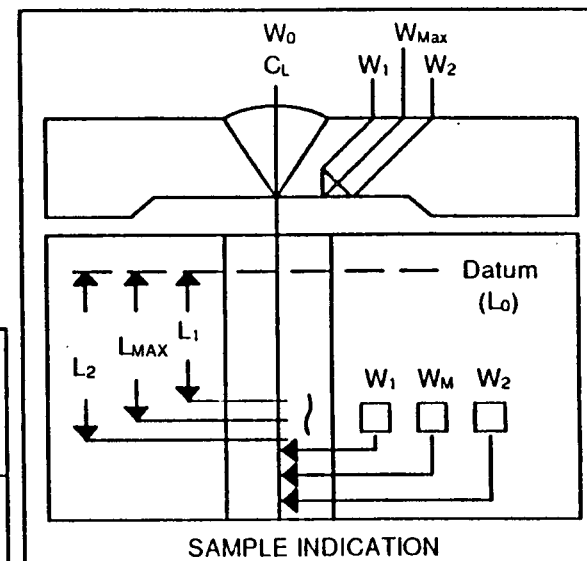 W0 WMax
CL W1 W2
Datum
(L0)
L1
LMAX
L2
W1 WM W2
SAMPLE INDICATION